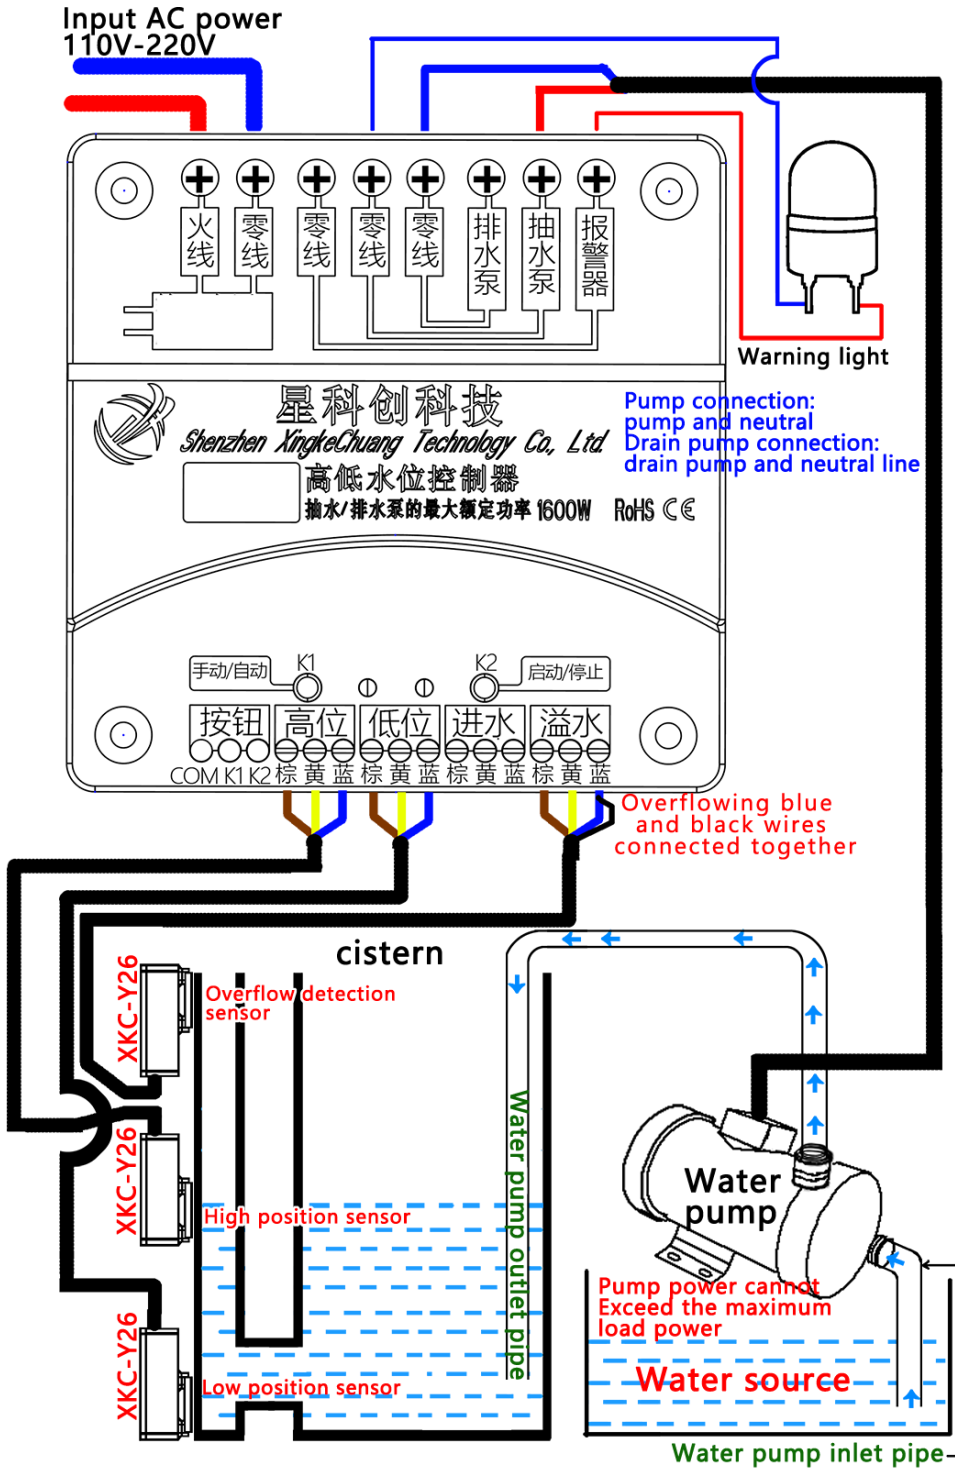 Input AC power
110V-220V
火线
零线
零线
零线
零线
排水泵
抽水泵
报警器
Warning light
星科创科技
Shenzhen XingkeChuang Technology Co., Ltd.
高低水位控制器
抽水/排水泵的最大额定功率 1600W RoHS CE
Pump connection:
pump and neutral
Drain pump connection:
drain pump and neutral line
手动/自动 K1 K2 启动/停止
按钮 高位 低位 进水 溢水
COM K1 K2 棕 黄 蓝 棕 黄 蓝 棕 黄 蓝 棕 黄 蓝
Overflowing blue
and black wires
connected together
cistern
XKC-Y26
Overflow detection
sensor
XKC-Y26
High position sensor
XKC-Y26
Low position sensor
Water pump outlet pipe
Water
pump
Pump power cannot
Exceed the maximum
load power
Water source
Water pump inlet pipe